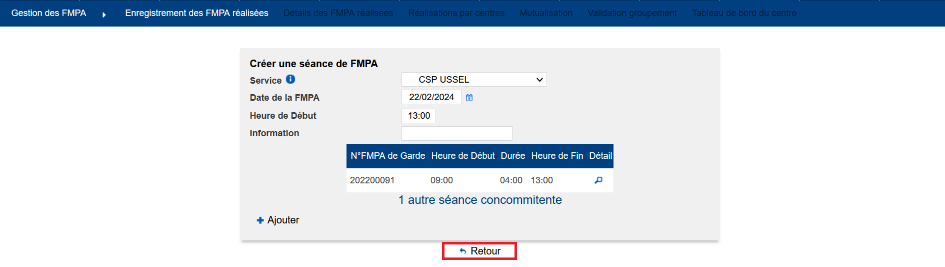 Gestion des FMPA Enregistrement des FMPA réalisées Détails des FMPA réalisées Réalisations par centres Mutualisation Validation groupement Tableau de bord du centre
Créer une séance de FMPA
Service CSP USSEL
Date de la FMPA 22/02/2024
Heure de Début 13:00
Information
N°FMPA de Garde Heure de Début Durée Heure de Fin Détail
202200091 09:00 04:00 13:00
1 autre séance concommitente
Ajouter
Retour